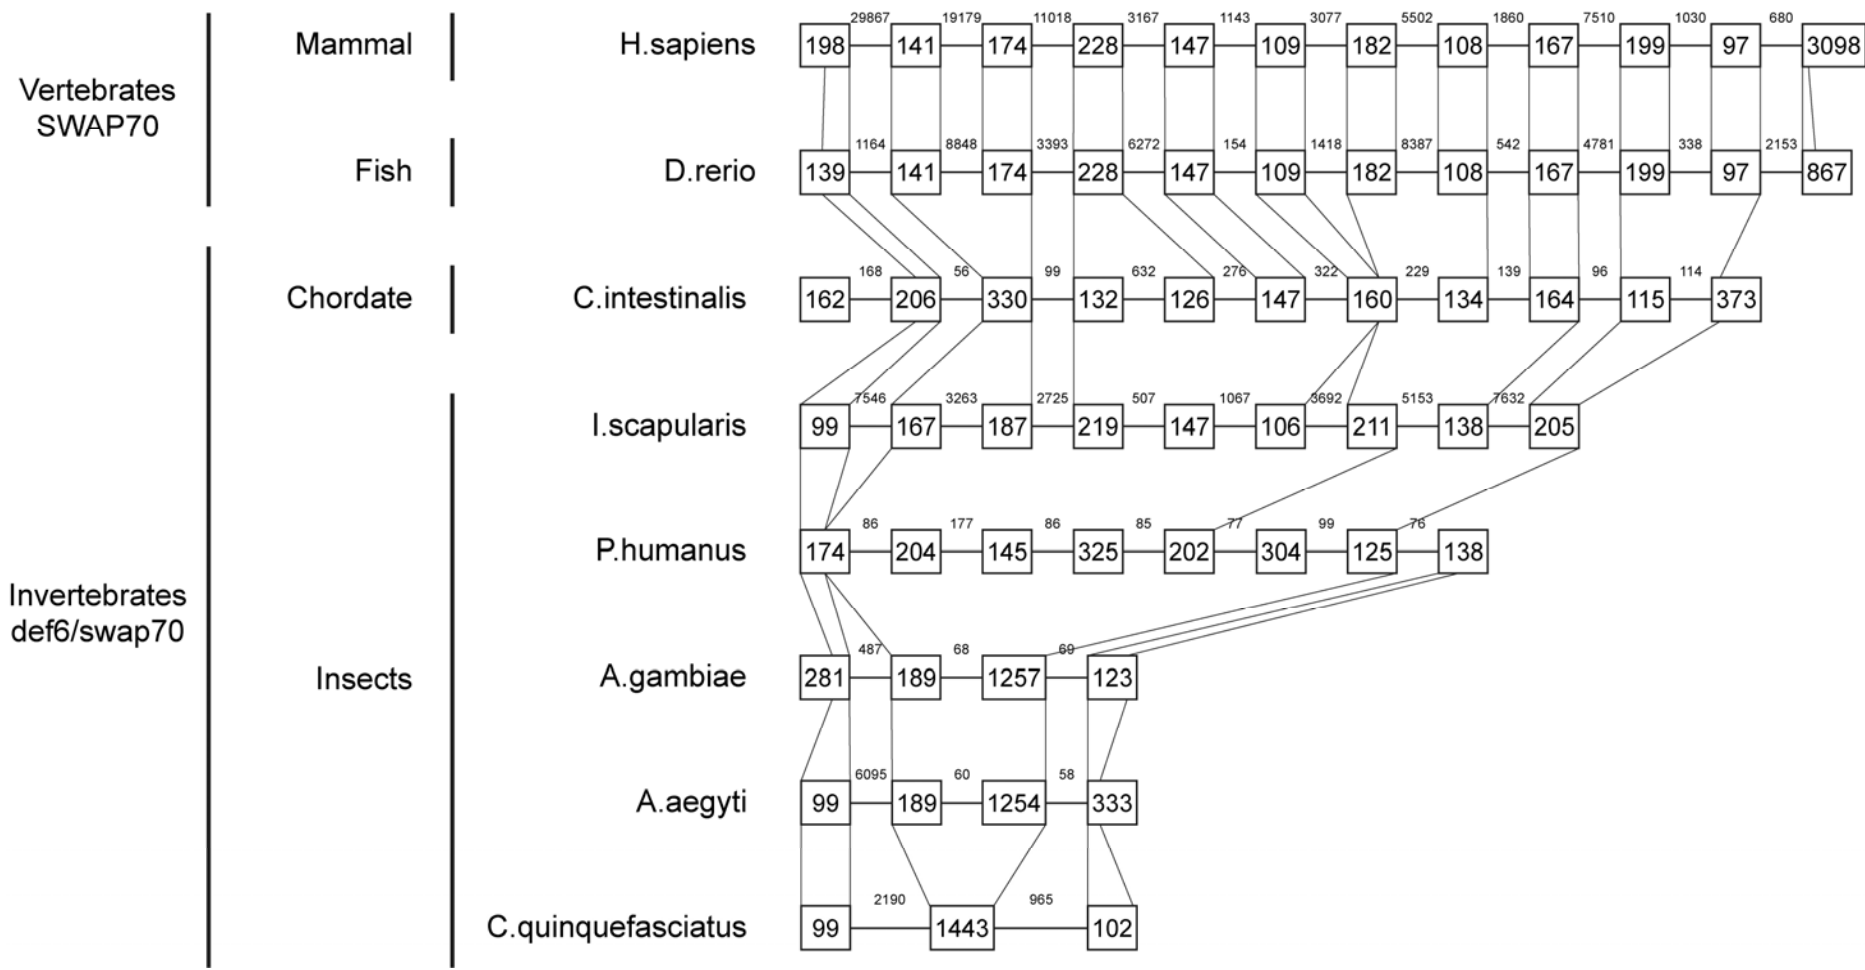 29867 19179 11018 3167 1143 3077 5502 1860 7510 1030 680
Mammal H.sapiens 198 141 174 228 147 109 182 108 167 199 97 3098
Vertebrates
SWAP70
1164 8848 3393 6272 154 1418 8387 542 4781 338 2153
Fish D.rerio 139 141 174 228 147 109 182 108 167 199 97 867
168 56 99 632 276 322 229 139 96 114
Chordate C.intestinalis 162 206 330 132 126 147 160 134 164 115 373
7546 3263 2725 507 1067 3692 5153 7632
I.scapularis 99 167 187 219 147 106 211 138 205
86 177 86 85 77 99 76
P.humanus 174 204 145 325 202 304 125 138
Invertebrates
def6/swap70
487 68 69
Insects A.gambiae 281 189 1257 123
6095 60 58
A.aegyti 99 189 1254 333
2190 965
C.quinquefasciatus 99 1443 102